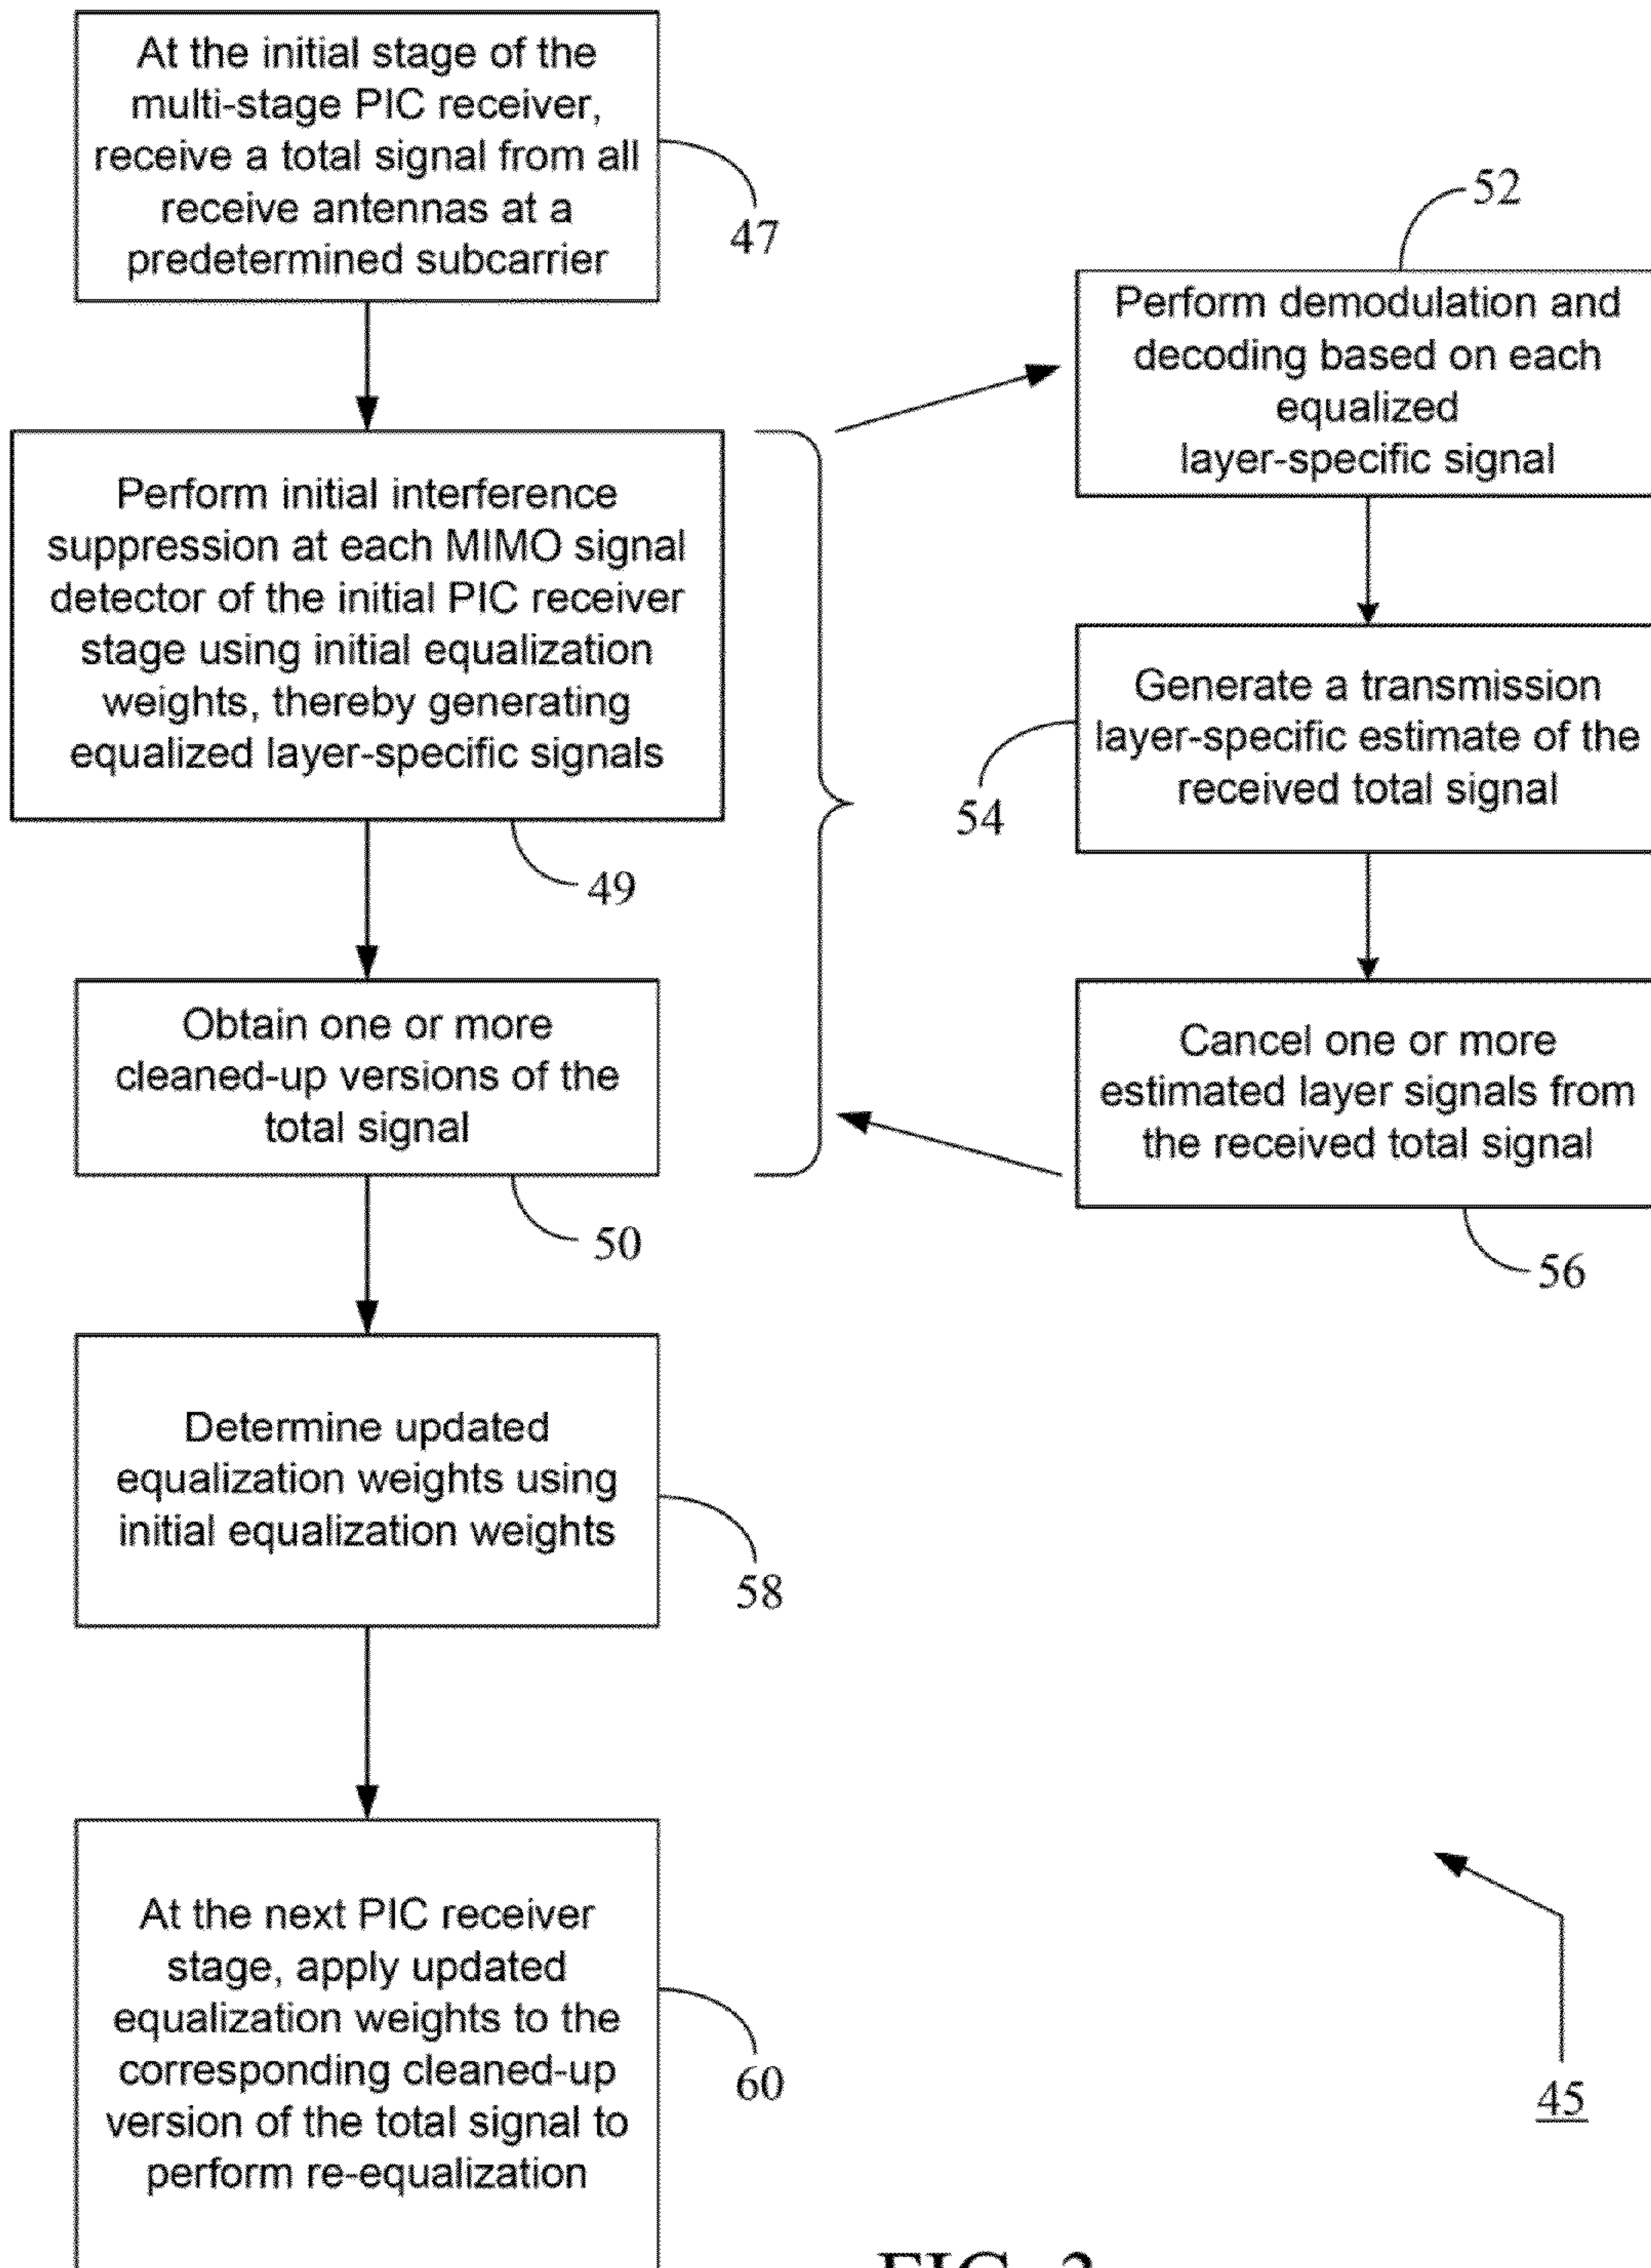 At the initial stage of the
multi-stage PIC receiver,
receive a total signal from all
receive antennas at a
predetermined subcarrier
47
Perform initial interference
suppression at each MIMO signal
detector of the initial PIC receiver
stage using initial equalization
weights, thereby generating
equalized layer-specific signals
49
Obtain one or more
cleaned-up versions of the
total signal
50
52
Perform demodulation and
decoding based on each
equalized
layer-specific signal
Generate a transmission
layer-specific estimate of the
received total signal
54
Cancel one or more
estimated layer signals from
the received total signal
56
Determine updated
equalization weights using
initial equalization weights
58
At the next PIC receiver
stage, apply updated
equalization weights to the
corresponding cleaned-up
version of the total signal to
perform re-equalization
60
45